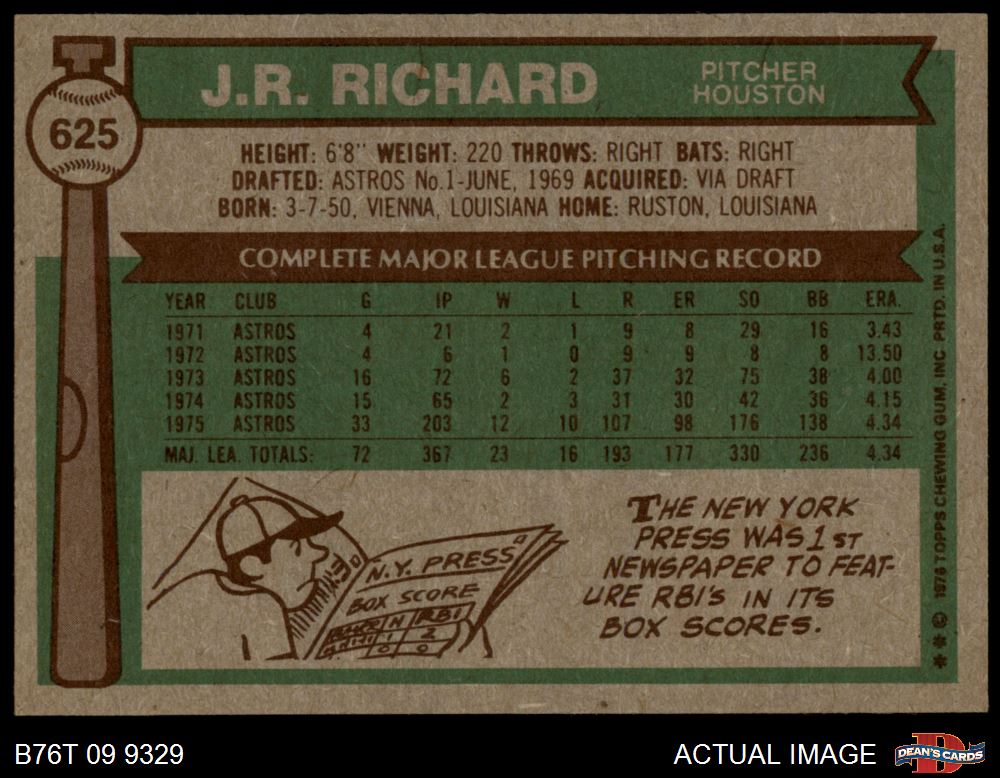 J.R. RICHARD
PITCHER
HOUSTON
625
HEIGHT: 6'8" WEIGHT: 220 THROWS: RIGHT BATS: RIGHT
DRAFTED: ASTROS No.1-JUNE, 1969 ACQUIRED: VIA DRAFT
BORN: 3-7-50, VIENNA, LOUISIANA HOME: RUSTON, LOUISIANA
COMPLETE MAJOR LEAGUE PITCHING RECORD
YEAR CLUB G IP W L R ER SO BB ERA.
1971 ASTROS 4 21 2 1 9 8 29 16 3.43
1972 ASTROS 4 6 1 0 9 9 8 8 13.50
1973 ASTROS 16 72 6 2 37 32 75 38 4.00
1974 ASTROS 15 65 2 3 31 30 42 36 4.15
1975 ASTROS 33 203 12 10 107 98 176 138 4.34
MAJ. LEA. TOTALS: 72 367 23 16 193 177 330 236 4.34
N.Y. PRESS
BOX SCORE
H RBI
1 2
0 0
THE NEW YORK
PRESS WAS 1ST
NEWSPAPER TO FEAT-
URE RBI'S IN ITS
BOX SCORES.
** © 1976 TOPPS CHEWING GUM, INC PRTD. IN U.S.A.
B76T 09 9329
ACTUAL IMAGE
DEAN'S CARDS